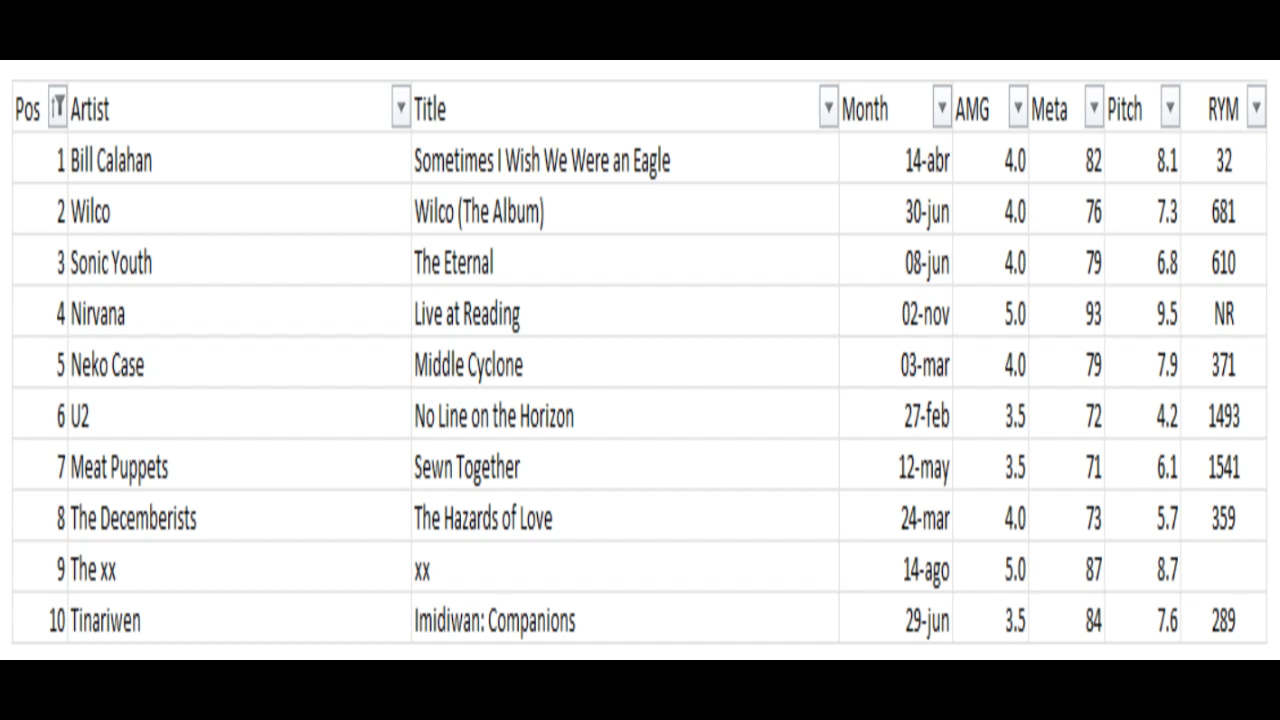 Pos Artist Title Month AMG Meta Pitch RYM
1 Bill Calahan Sometimes I Wish We Were an Eagle 14-abr 4.0 82 8.1 32
2 Wilco Wilco (The Album) 30-jun 4.0 76 7.3 681
3 Sonic Youth The Eternal 08-jun 4.0 79 6.8 610
4 Nirvana Live at Reading 02-nov 5.0 93 9.5 NR
5 Neko Case Middle Cyclone 03-mar 4.0 79 7.9 371
6 U2 No Line on the Horizon 27-feb 3.5 72 4.2 1493
7 Meat Puppets Sewn Together 12-may 3.5 71 6.1 1541
8 The Decemberists The Hazards of Love 24-mar 4.0 73 5.7 359
9 The xx xx 14-ago 5.0 87 8.7
10 Tinariwen Imidiwan: Companions 29-jun 3.5 84 7.6 289